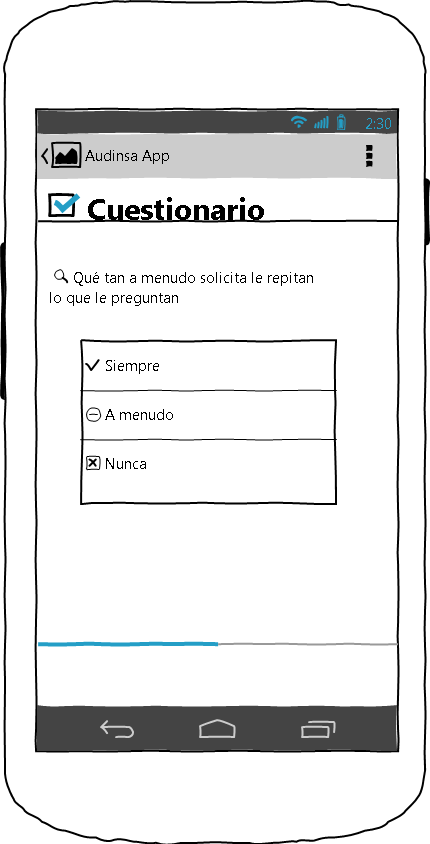 2:30
Audinsa App
Cuestionario
Qué tan a menudo solicita le repitan
lo que le preguntan
Siempre
A menudo
Nunca